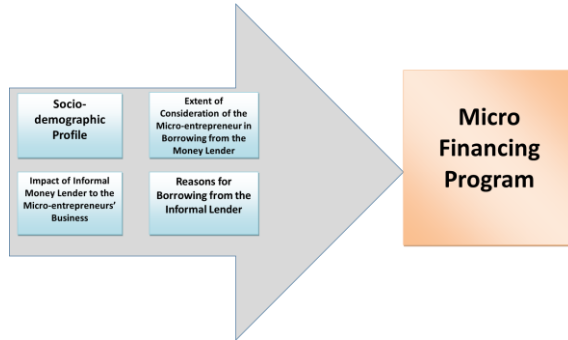 Socio-
demographic
Profile
Extent of
Consideration of the
Micro-entrepreneur in
Borrowing from the
Money Lender
Impact of Informal
Money Lender to the
Micro-entrepreneurs’
Business
Reasons for
Borrowing from the
Informal Lender
Micro
Financing
Program